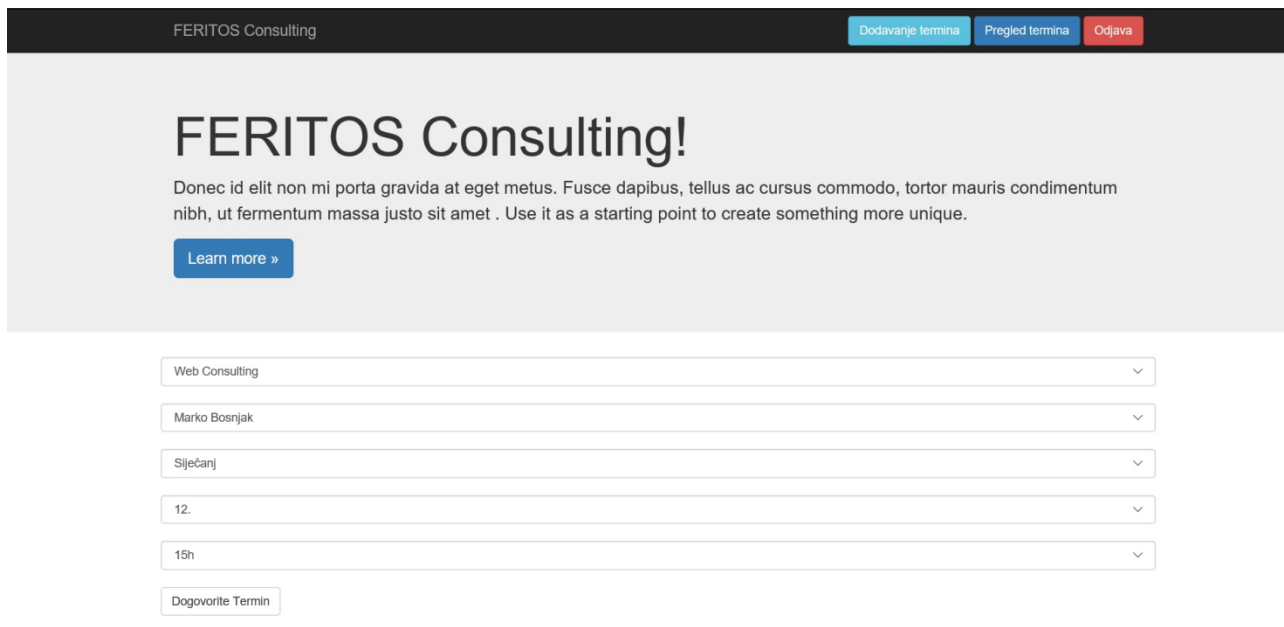 FERITOS Consulting
Dodavanje termina
Pregled termina
Odjava
FERITOS Consulting!
Donec id elit non mi porta gravida at eget metus. Fusce dapibus, tellus ac cursus commodo, tortor mauris condimentum
nibh, ut fermentum massa justo sit amet . Use it as a starting point to create something more unique.
Learn more »
Web Consulting
Marko Bosnjak
Siječanj
12.
15h
Dogovorite Termin